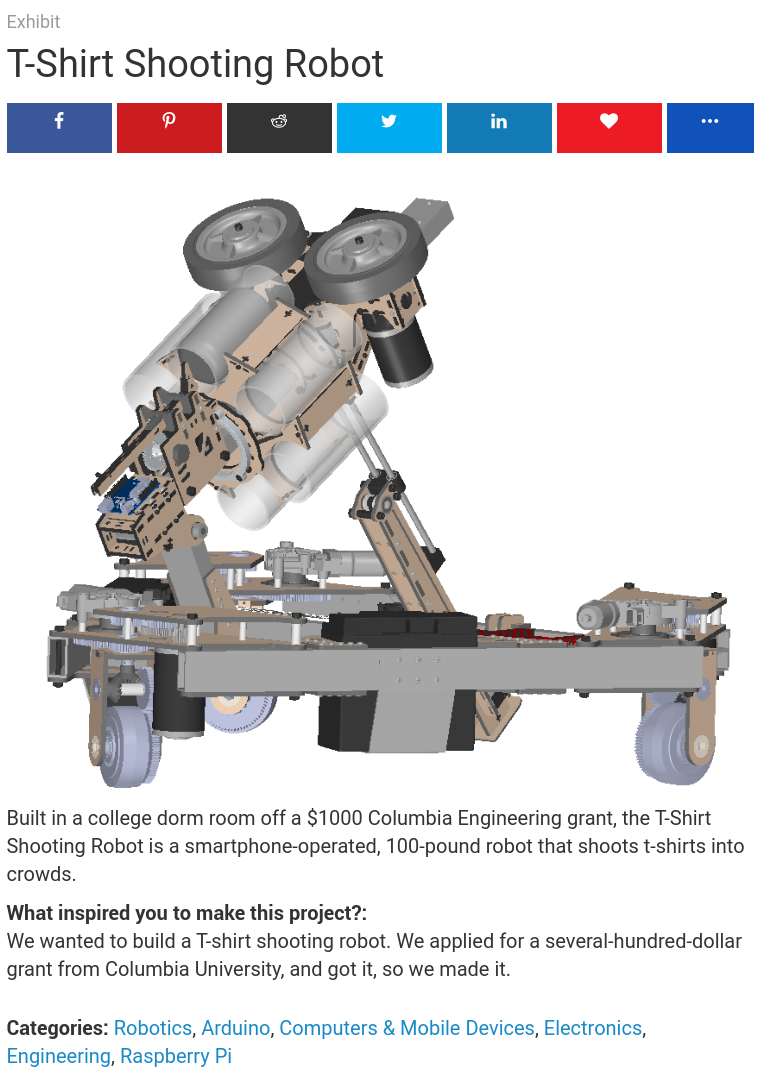 Exhibit
T-Shirt Shooting Robot
Built in a college dorm room off a $1000 Columbia Engineering grant, the T-Shirt
Shooting Robot is a smartphone-operated, 100-pound robot that shoots t-shirts into
crowds.
What inspired you to make this project?:
We wanted to build a T-shirt shooting robot. We applied for a several-hundred-dollar
grant from Columbia University, and got it, so we made it.
Categories: Robotics, Arduino, Computers & Mobile Devices, Electronics,
Engineering, Raspberry Pi